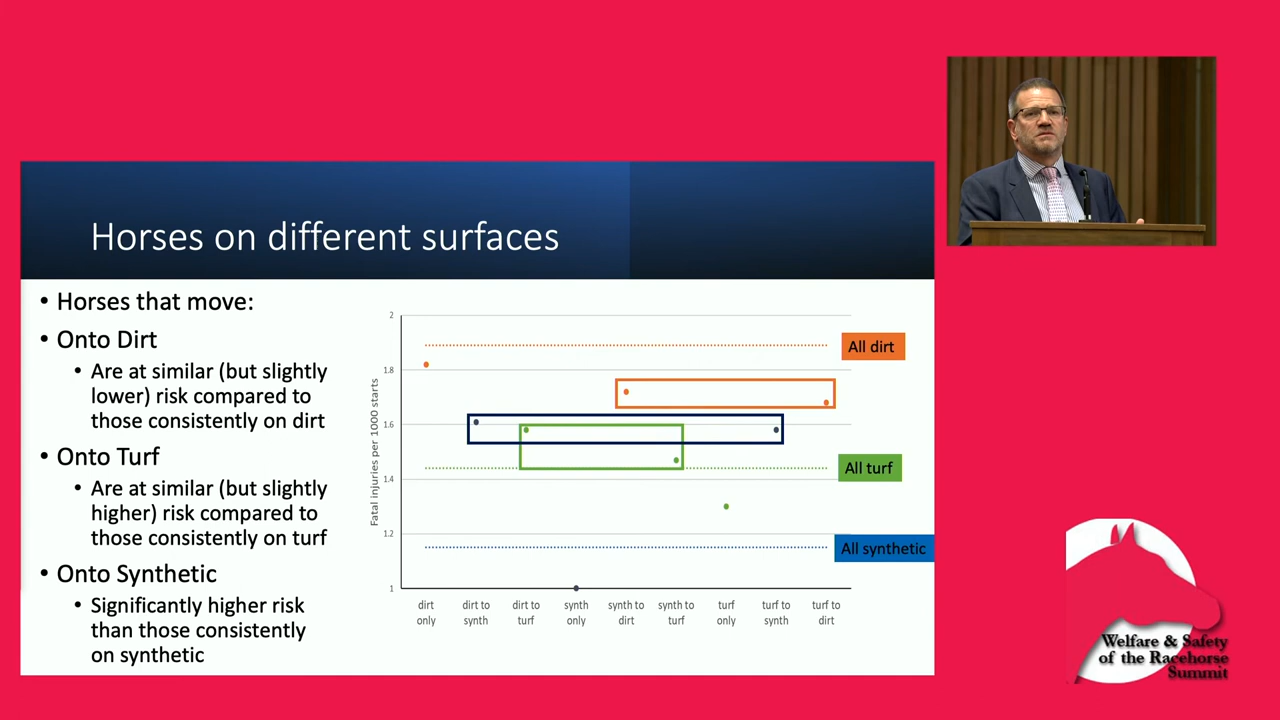 Horses on different surfaces
• Horses that move:
• Onto Dirt
• Are at similar (but slightly
lower) risk compared to
those consistently on dirt
• Onto Turf
• Are at similar (but slightly
higher) risk compared to
those consistently on turf
• Onto Synthetic
• Significantly higher risk
than those consistently
on synthetic
Fatal injuries per 1000 starts
2
1.8
1.6
1.4
1.2
1
All dirt
All turf
All synthetic
dirt only
dirt to synth
dirt to turf
synth only
synth to dirt
synth to turf
turf only
turf to synth
turf to dirt
Welfare & Safety
of the Racehorse
Summit